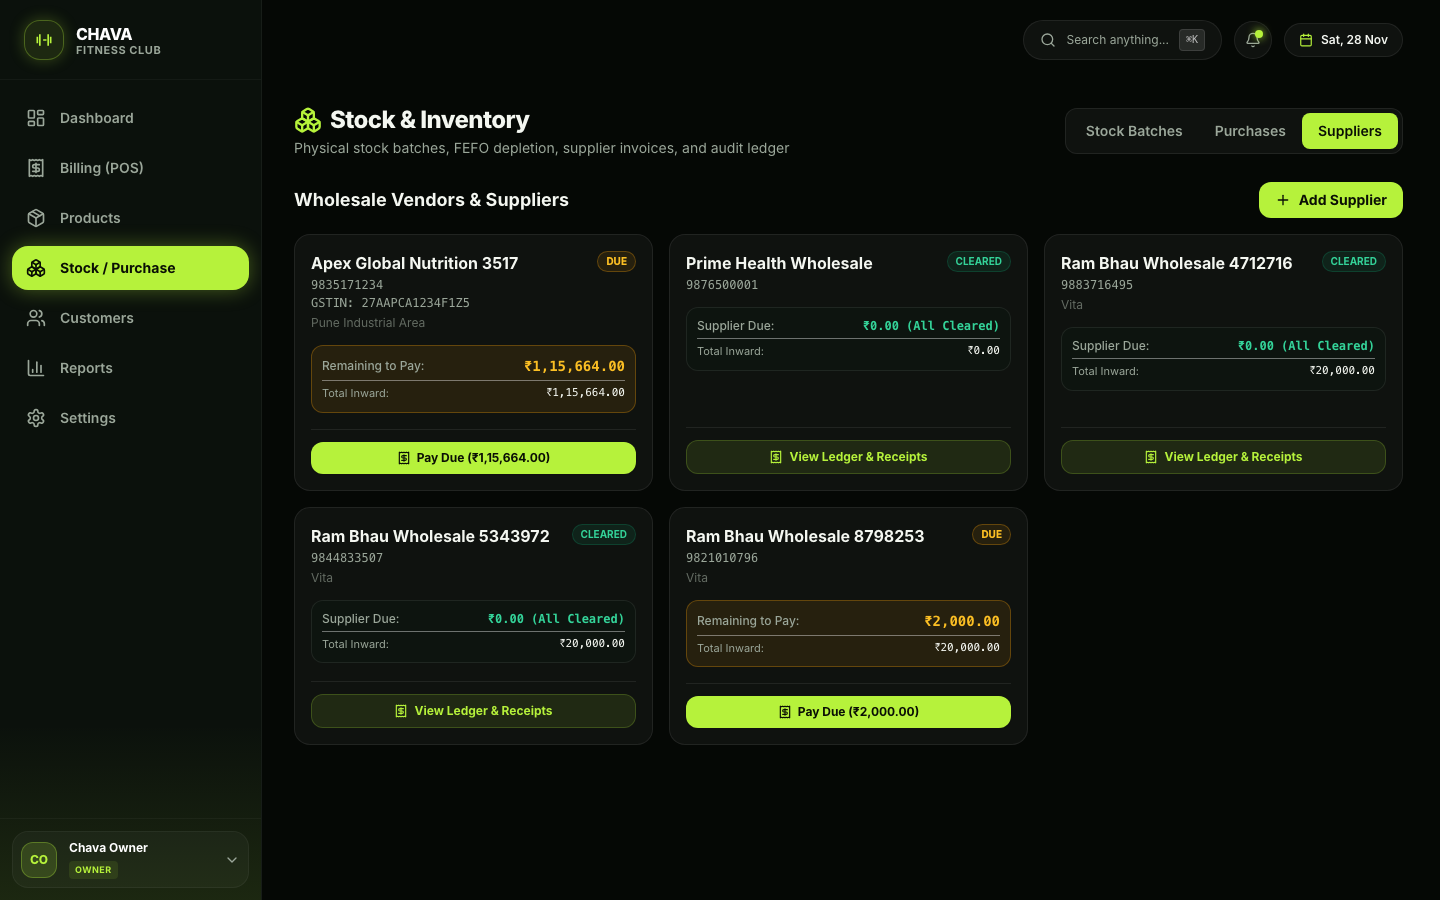 CHAVA
FITNESS CLUB
Search anything...
⌘K
Sat, 28 Nov
Dashboard
Billing (POS)
Products
Stock / Purchase
Customers
Reports
Settings
Stock & Inventory
Physical stock batches, FEFO depletion, supplier invoices, and audit ledger
Stock Batches
Purchases
Suppliers
Wholesale Vendors & Suppliers
Add Supplier
Apex Global Nutrition 3517
DUE
9835171234
GSTIN: 27AAPCA1234F1Z5
Pune Industrial Area
Remaining to Pay: ₹1,15,664.00
Total Inward: ₹1,15,664.00
Pay Due (₹1,15,664.00)
Prime Health Wholesale
CLEARED
9876500001
Supplier Due: ₹0.00 (All Cleared)
Total Inward: ₹0.00
View Ledger & Receipts
Ram Bhau Wholesale 4712716
CLEARED
9883716495
Vita
Supplier Due: ₹0.00 (All Cleared)
Total Inward: ₹20,000.00
View Ledger & Receipts
Ram Bhau Wholesale 5343972
CLEARED
9844833507
Vita
Supplier Due: ₹0.00 (All Cleared)
Total Inward: ₹20,000.00
View Ledger & Receipts
Ram Bhau Wholesale 8798253
DUE
9821010796
Vita
Remaining to Pay: ₹2,000.00
Total Inward: ₹20,000.00
Pay Due (₹2,000.00)
CO
Chava Owner
OWNER